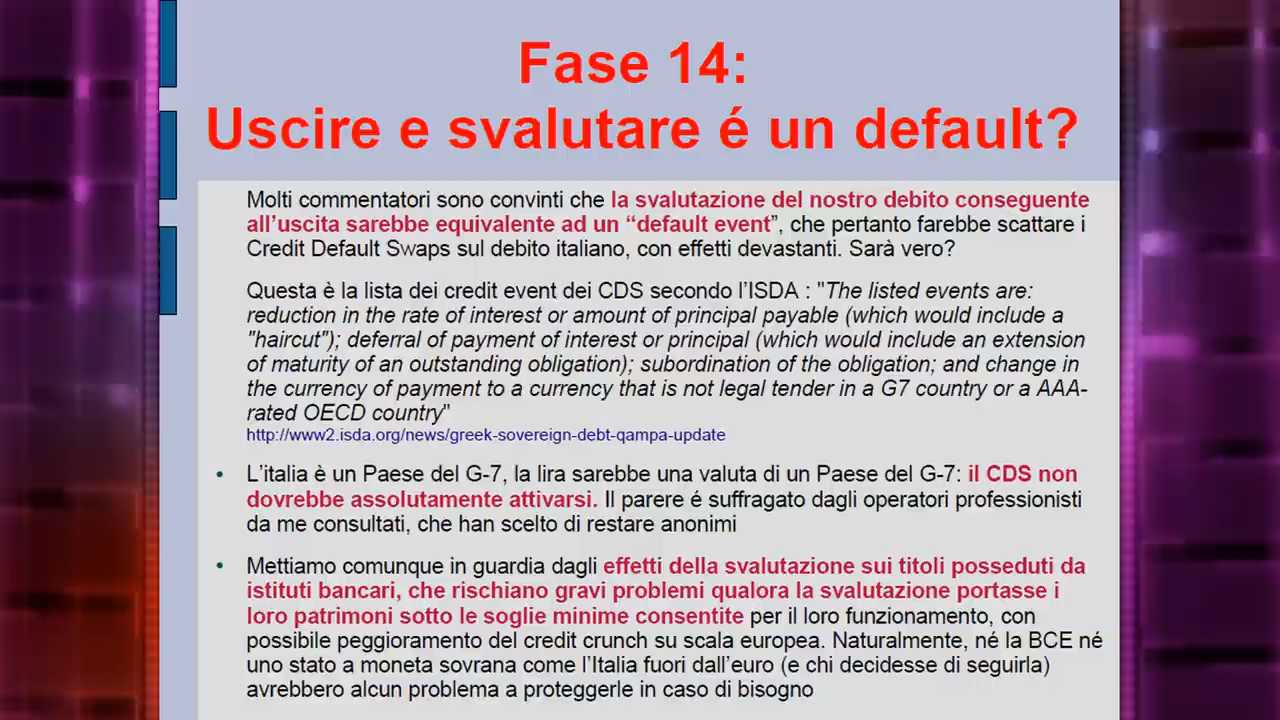 Fase 14:
Uscire e svalutare é un default?
Molti commentatori sono convinti che la svalutazione del nostro debito conseguente
all’uscita sarebbe equivalente ad un “default event”, che pertanto farebbe scattare i
Credit Default Swaps sul debito italiano, con effetti devastanti. Sarà vero?
Questa è la lista dei credit event dei CDS secondo l’ISDA : "The listed events are:
reduction in the rate of interest or amount of principal payable (which would include a
"haircut"); deferral of payment of interest or principal (which would include an extension
of maturity of an outstanding obligation); subordination of the obligation; and change in
the currency of payment to a currency that is not legal tender in a G7 country or a AAA-
rated OECD country"
http://www2.isda.org/news/greek-sovereign-debt-qampa-update
• L’italia è un Paese del G-7, la lira sarebbe una valuta di un Paese del G-7: il CDS non
dovrebbe assolutamente attivarsi. Il parere é suffragato dagli operatori professionisti
da me consultati, che han scelto di restare anonimi
• Mettiamo comunque in guardia dagli effetti della svalutazione sui titoli posseduti da
istituti bancari, che rischiano gravi problemi qualora la svalutazione portasse i
loro patrimoni sotto le soglie minime consentite per il loro funzionamento, con
possibile peggioramento del credit crunch su scala europea. Naturalmente, né la BCE né
uno stato a moneta sovrana come l’Italia fuori dall’euro (e chi decidesse di seguirla)
avrebbero alcun problema a proteggerle in caso di bisogno